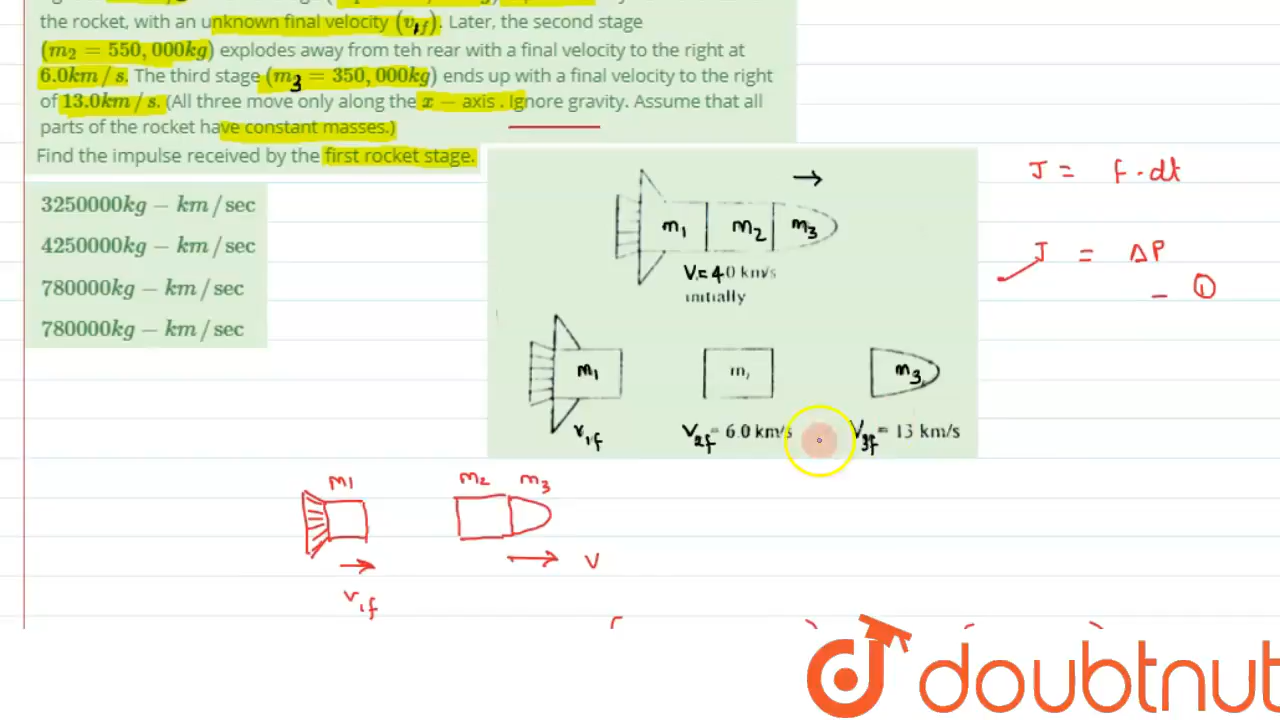 the rocket, with an unknown final velocity (v₁f). Later, the second stage
(m₂ = 550, 000kg) explodes away from teh rear with a final velocity to the right at
6.0km/s. The third stage (m₃ = 350, 000kg) ends up with a final velocity to the right
of 13.0km/s. (All three move only along the x − axis . Ignore gravity. Assume that all
parts of the rocket have constant masses.)
Find the impulse received by the first rocket stage.
3250000kg − km/sec
4250000kg − km/sec
780000kg − km/sec
780000kg − km/sec
m₁ m₂ m₃
V=40 km/s
initially
m₁ m, m₃
v₁f V₂f = 6.0 km/s V₃f = 13 km/s
J = F·dt
J = ΔP
– ①
m₁ m₂ m₃
v₁f V
doubtnut